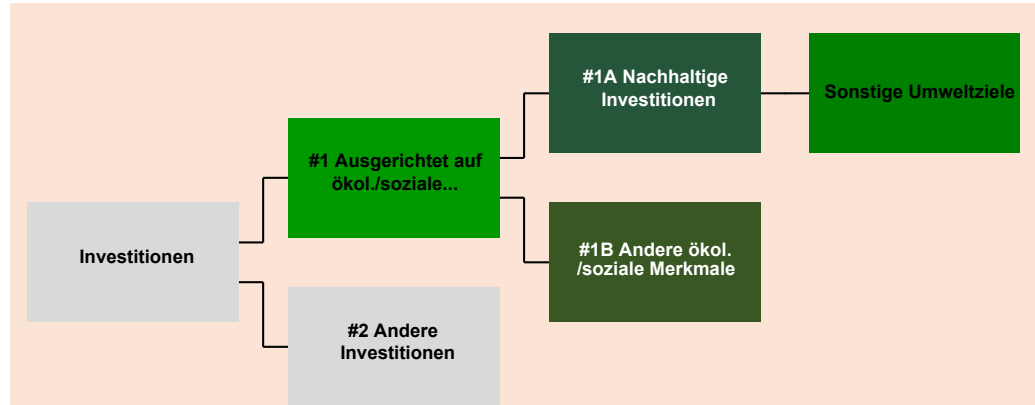 Investitionen
#1 Ausgerichtet auf
ökol./soziale...
#2 Andere
Investitionen
#1A Nachhaltige
Investitionen
#1B Andere ökol.
/soziale Merkmale
Sonstige Umweltziele